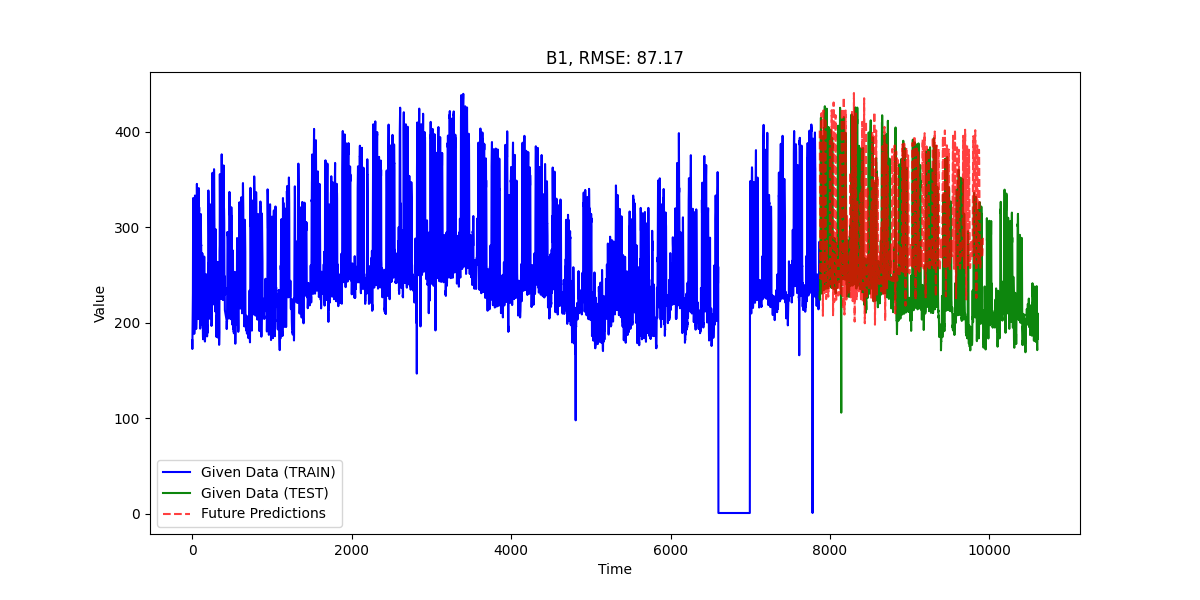 B1, RMSE: 87.17
Value
400
300
200
100
0
Given Data (TRAIN)
Given Data (TEST)
Future Predictions
0 2000 4000 6000 8000 10000
Time